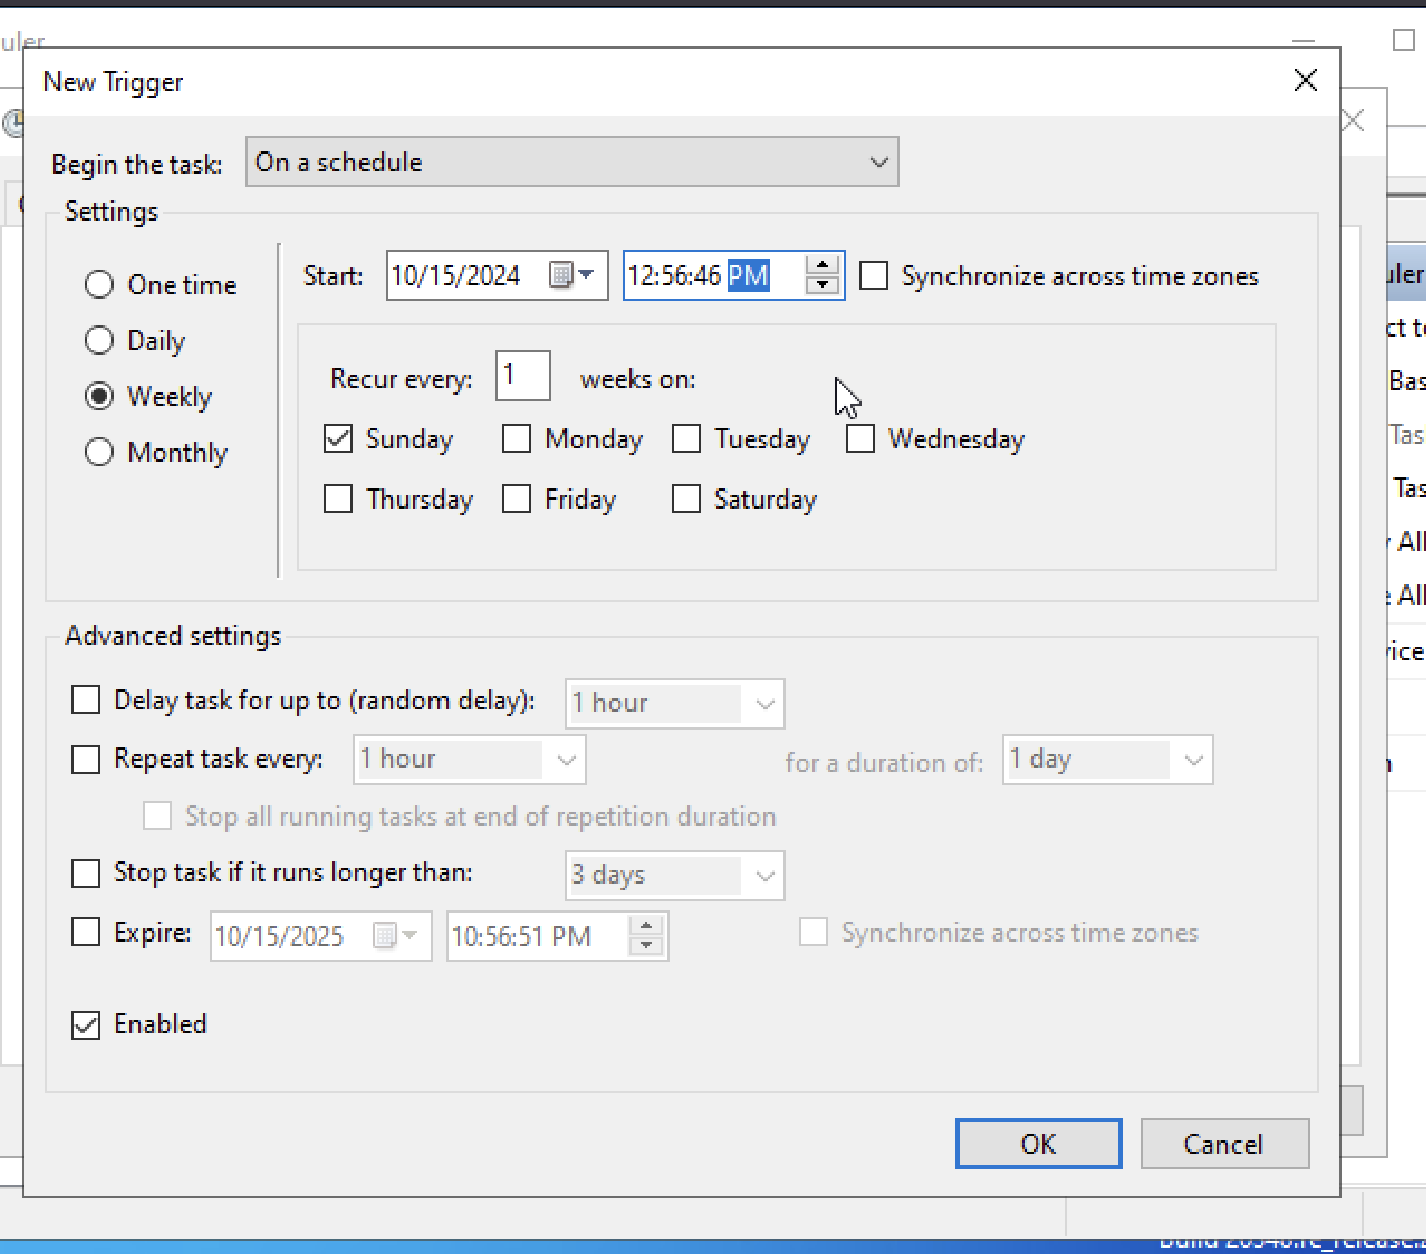 uler
New Trigger
Begin the task: On a schedule
Settings
One time
Daily
Weekly
Monthly
Start: 10/15/2024 12:56:46 PM Synchronize across time zones
Recur every: 1 weeks on:
Sunday Monday Tuesday Wednesday
Thursday Friday Saturday
Advanced settings
Delay task for up to (random delay): 1 hour
Repeat task every: 1 hour for a duration of: 1 day
Stop all running tasks at end of repetition duration
Stop task if it runs longer than: 3 days
Expire: 10/15/2025 10:56:51 PM Synchronize across time zones
Enabled
OK Cancel
uler
ct to
Bas
Tas
Tas
All
All
vice